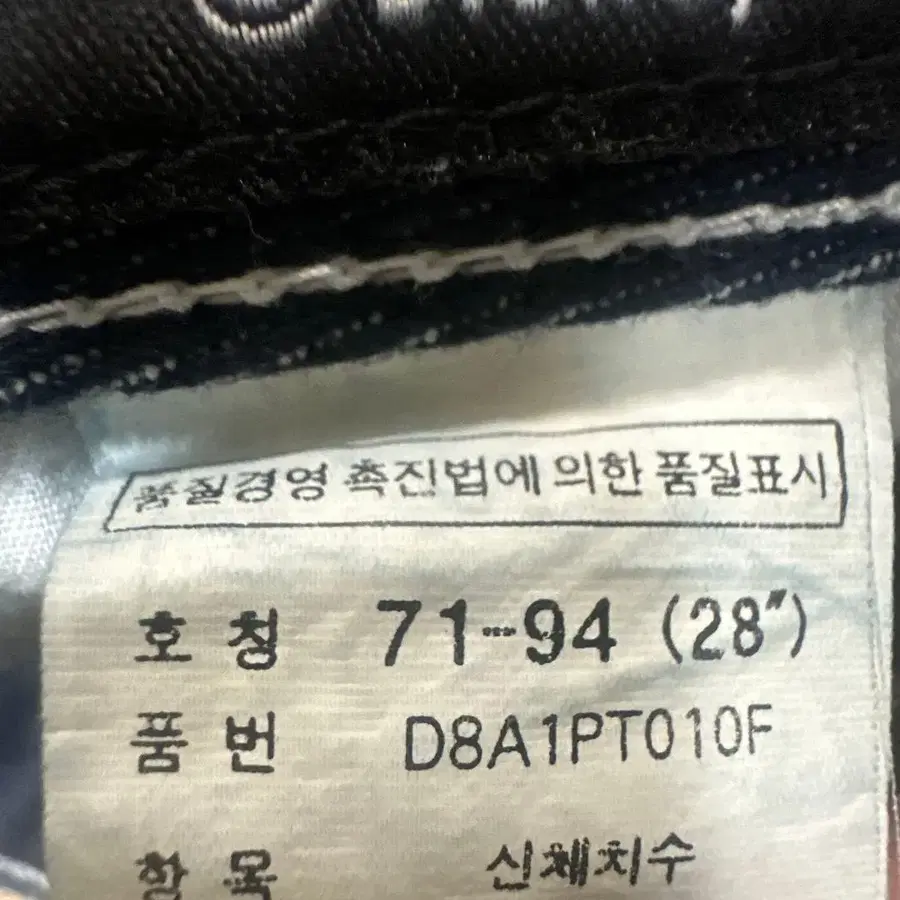 품질경영 촉진법에 의한 품질표시
호 칭 71-94 (28")
품 번 D8A1PT010F
항 목 신체치수